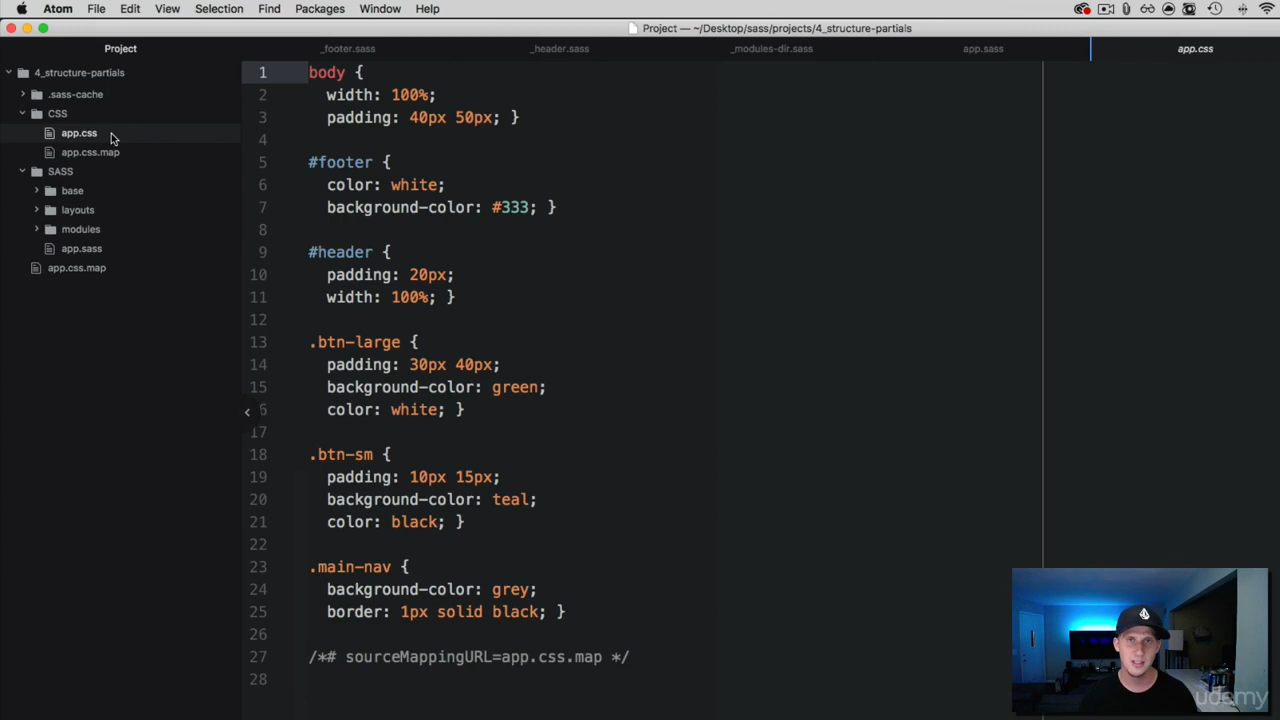 Atom File Edit View Selection Find Packages Window Help
Project — ~/Desktop/sass/projects/4_structure-partials
Project _footer.sass _header.sass _modules-dir.sass app.sass app.css
4_structure-partials
.sass-cache
CSS
app.css
app.css.map
SASS
base
layouts
modules
app.sass
app.css.map
1 body {
2 width: 100%;
3 padding: 40px 50px; }
4
5 #footer {
6 color: white;
7 background-color: #333; }
8
9 #header {
10 padding: 20px;
11 width: 100%; }
12
13 .btn-large {
14 padding: 30px 40px;
15 background-color: green;
16 color: white; }
17
18 .btn-sm {
19 padding: 10px 15px;
20 background-color: teal;
21 color: black; }
22
23 .main-nav {
24 background-color: grey;
25 border: 1px solid black; }
26
27 /*# sourceMappingURL=app.css.map */
28
udemy